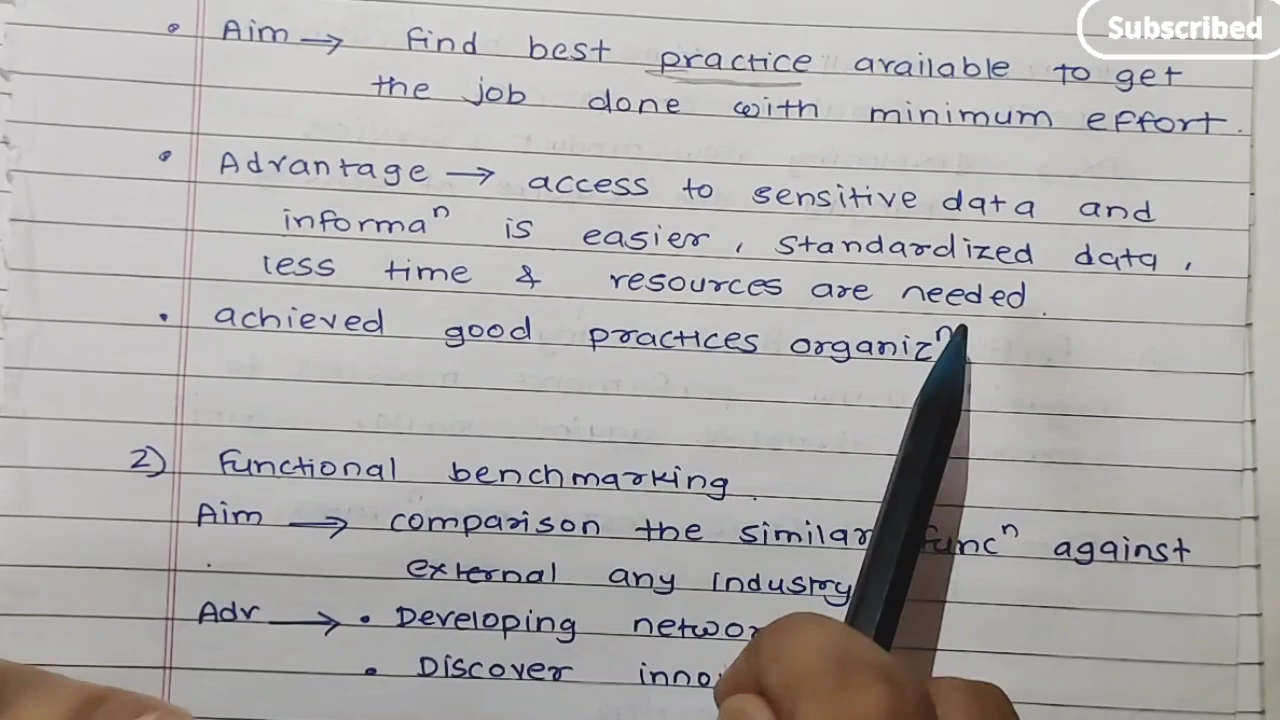 Subscribed
• Aim → Find best practice available to get
the job done with minimum effort.
• Advantage → access to sensitive data and
informaⁿ is easier, standardized data,
less time & resources are needed.
• achieved good practices organizⁿ
2) Functional benchmarking.
Aim → comparison the similar funcⁿ against
external any industry
Adv → • Developing
• Discover